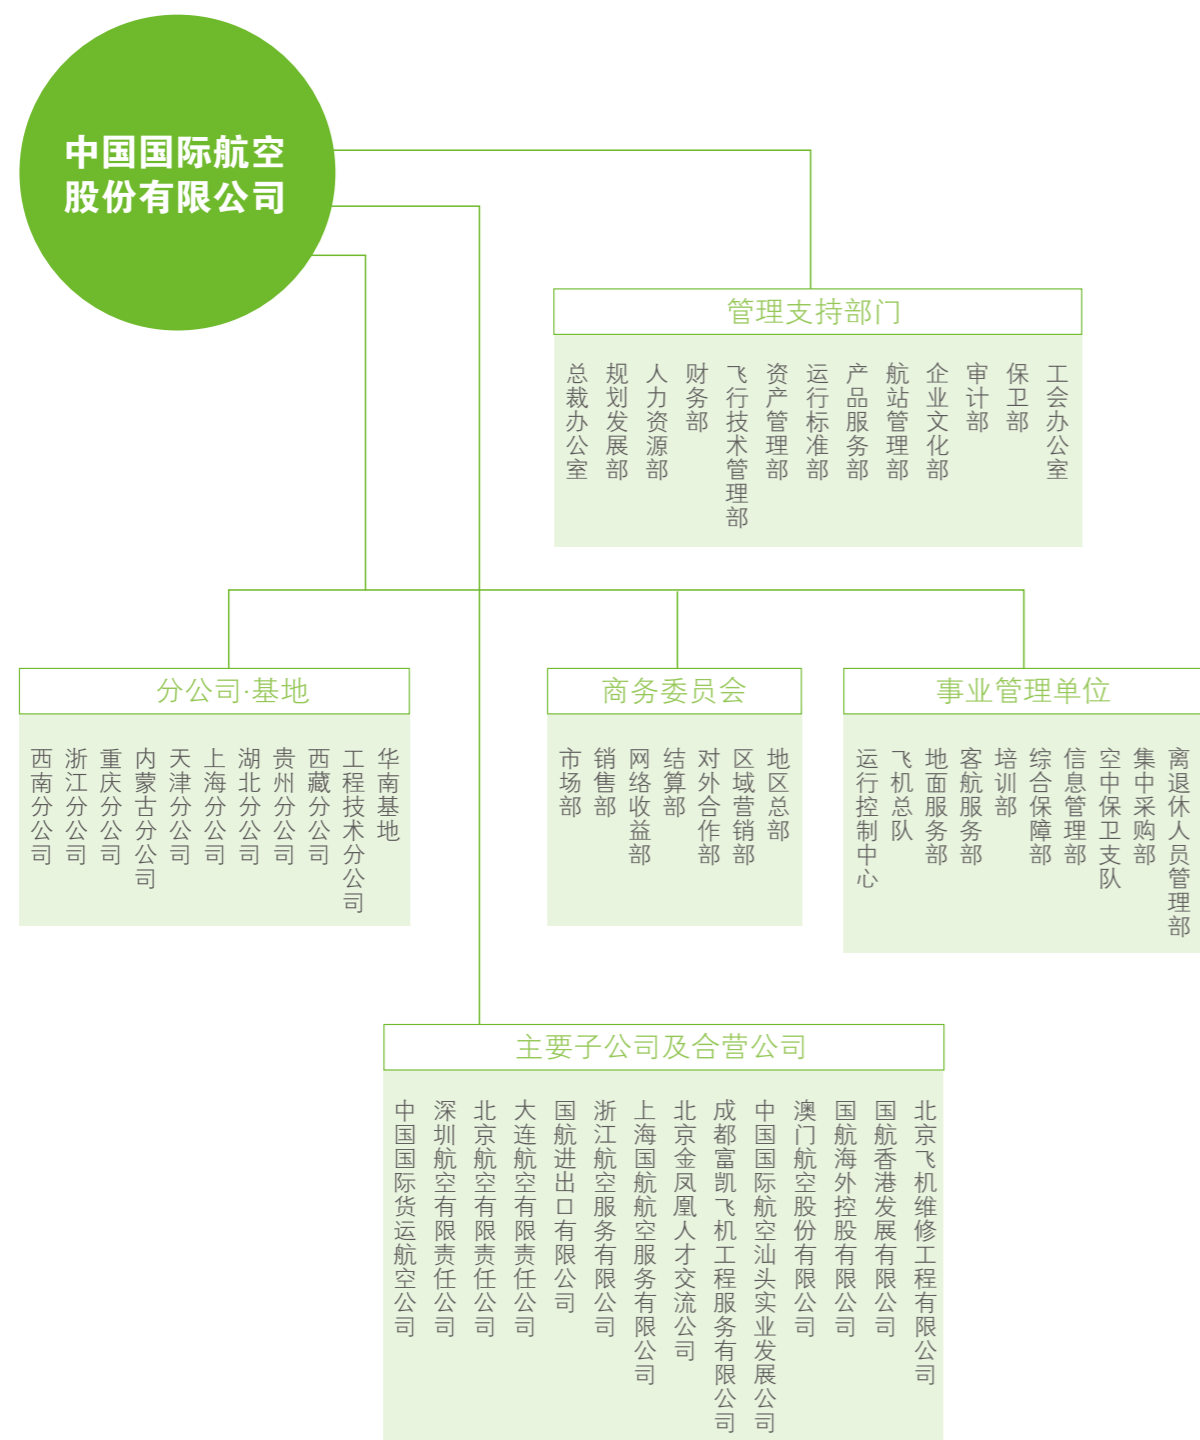 中国国际航空
股份有限公司
管理支持部门
总裁办公室
规划发展部
人力资源部
财务部
飞行技术管理部
资产管理部
运行标准部
产品服务部
航站管理部
企业文化部
审计部
保卫部
工会办公室
分公司·基地
西南分公司
浙江分公司
重庆分公司
内蒙古分公司
天津分公司
上海分公司
湖北分公司
贵州分公司
西藏分公司
工程技术分公司
华南基地
商务委员会
市场部
销售部
网络收益部
结算部
对外合作部
区域营销部
地区总部
事业管理单位
运行控制中心
飞机总队
地面服务部
客航服务部
培训部
综合保障部
信息管理部
空中保卫支队
集中采购部
离退休人员管理部
主要子公司及合营公司
中国国际货运航空公司
深圳航空有限责任公司
北京航空有限责任公司
大连航空有限责任公司
国航进出口有限公司
浙江航空服务有限公司
上海国航航空服务有限公司
北京金凤凰人才交流公司
成都富凯飞机工程服务有限公司
中国国际航空汕头实业发展公司
澳门航空股份有限公司
国航海外控股有限公司
国航香港发展有限公司
北京飞机维修工程有限公司